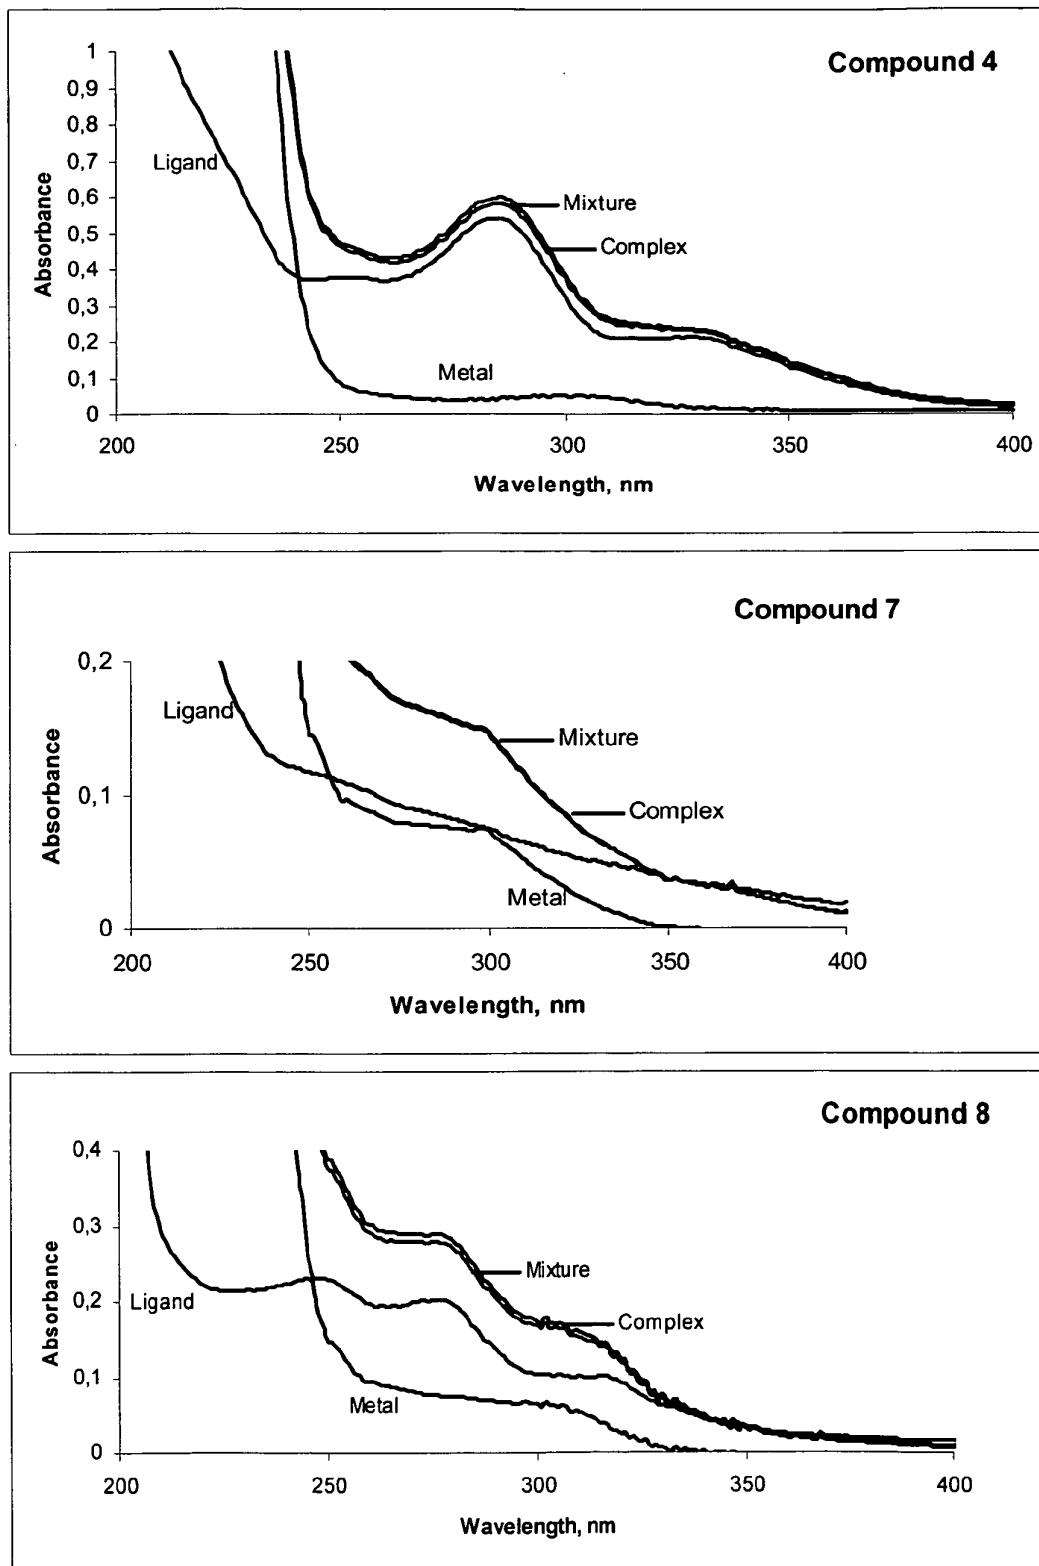 Compound 4
1
0,9
0,8
0,7
0,6
0,5
0,4
0,3
0,2
0,1
0
Absorbance
Ligand
Mixture
Complex
Metal
200 250 300 350 400
Wavelength, nm
Compound 7
0,2
0,1
0
Absorbance
Ligand
Mixture
Complex
Metal
200 250 300 350 400
Wavelength, nm
Compound 8
0,4
0,3
0,2
0,1
0
Absorbance
Ligand
Mixture
Complex
Metal
200 250 300 350 400
Wavelength, nm